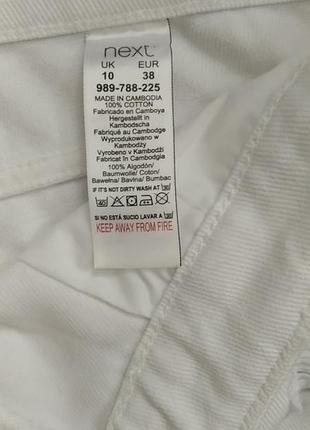 next
UK EUR
10 38
989-788-225
MADE IN CAMBODIA
100% COTTON
Fabricado en Camboya
Hergestellt in
Kambodscha
Fabriqué au Cambodge
Wyprodukowano w
Kambodży
Vyrobeno v Kambodži
Fabricat în Cambodgia
100% Algodón/
Baumwolle/ Coton/
Bawełna/ Bavlna/ Bumbac
IF IT'S NOT DIRTY WASH AT
40
SI NO ESTÁ SUCIO LAVAR A
KEEP AWAY FROM FIRE